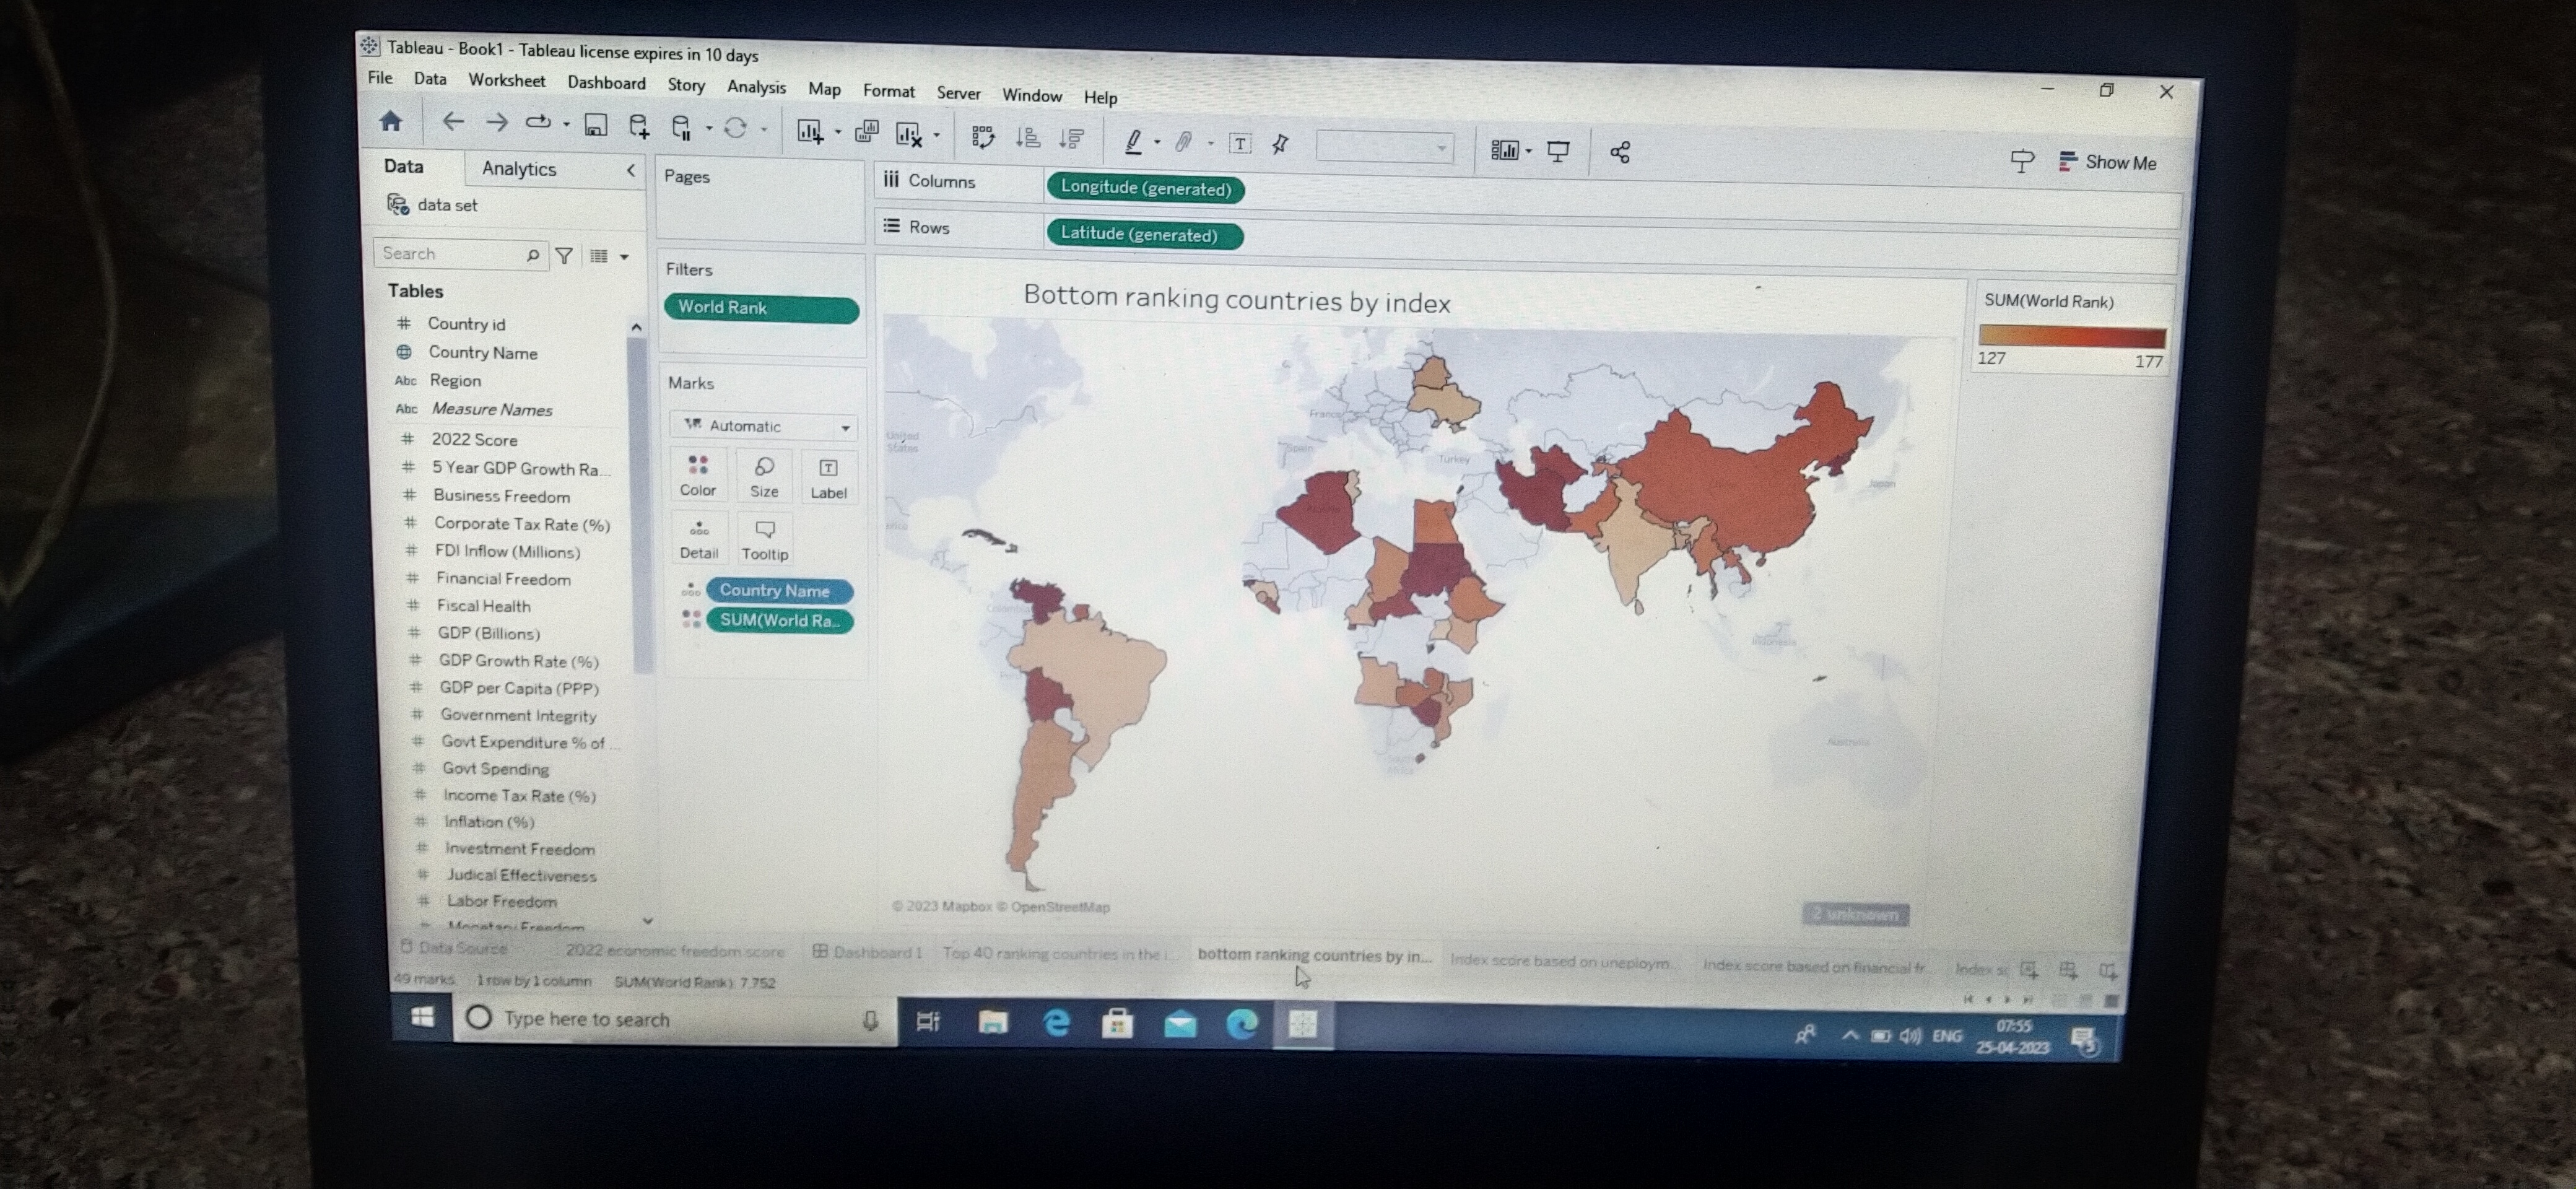 Tableau - Book1 - Tableau license expires in 10 days
File Data Worksheet Dashboard Story Analysis Map Format Server Window Help
Show Me
Data Analytics
data set
Search
Tables
# Country id
Country Name
Abc Region
Abc Measure Names
# 2022 Score
# 5 Year GDP Growth Ra...
# Business Freedom
# Corporate Tax Rate (%)
# FDI Inflow (Millions)
# Financial Freedom
# Fiscal Health
# GDP (Billions)
# GDP Growth Rate (%)
# GDP per Capita (PPP)
# Government Integrity
# Govt Expenditure % of ...
# Govt Spending
# Income Tax Rate (%)
# Inflation (%)
# Investment Freedom
# Judical Effectiveness
# Labor Freedom
Pages
Filters
World Rank
Marks
Automatic
Color Size Label
Detail Tooltip
Country Name
SUM(World Ra..
Columns Longitude (generated)
Rows Latitude (generated)
Bottom ranking countries by index
United States
France
Spain
Turkey
Japan
Australia
© 2023 Mapbox © OpenStreetMap
2 unknown
SUM(World Rank)
127 177
Data Source 2022 economic freedom score Dashboard 1 Top 40 ranking countries in the i... bottom ranking countries by in... Index score based on uneploym.. Index score based on financial fr.. Index sc
49 marks 1 row by 1 column SUM(World Rank): 7,752
Type here to search
ENG
07:55
25-04-2023